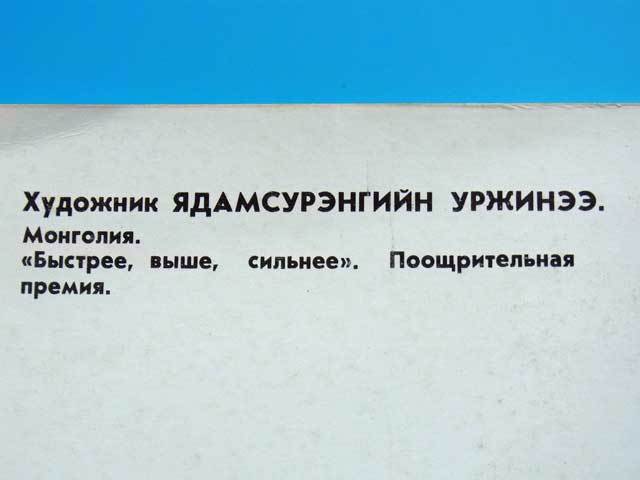 Художник ЯДАМСУРЭНГИЙН УРЖИНЭЭ.
Монголия.
«Быстрее, выше, сильнее». Поощрительная
премия.